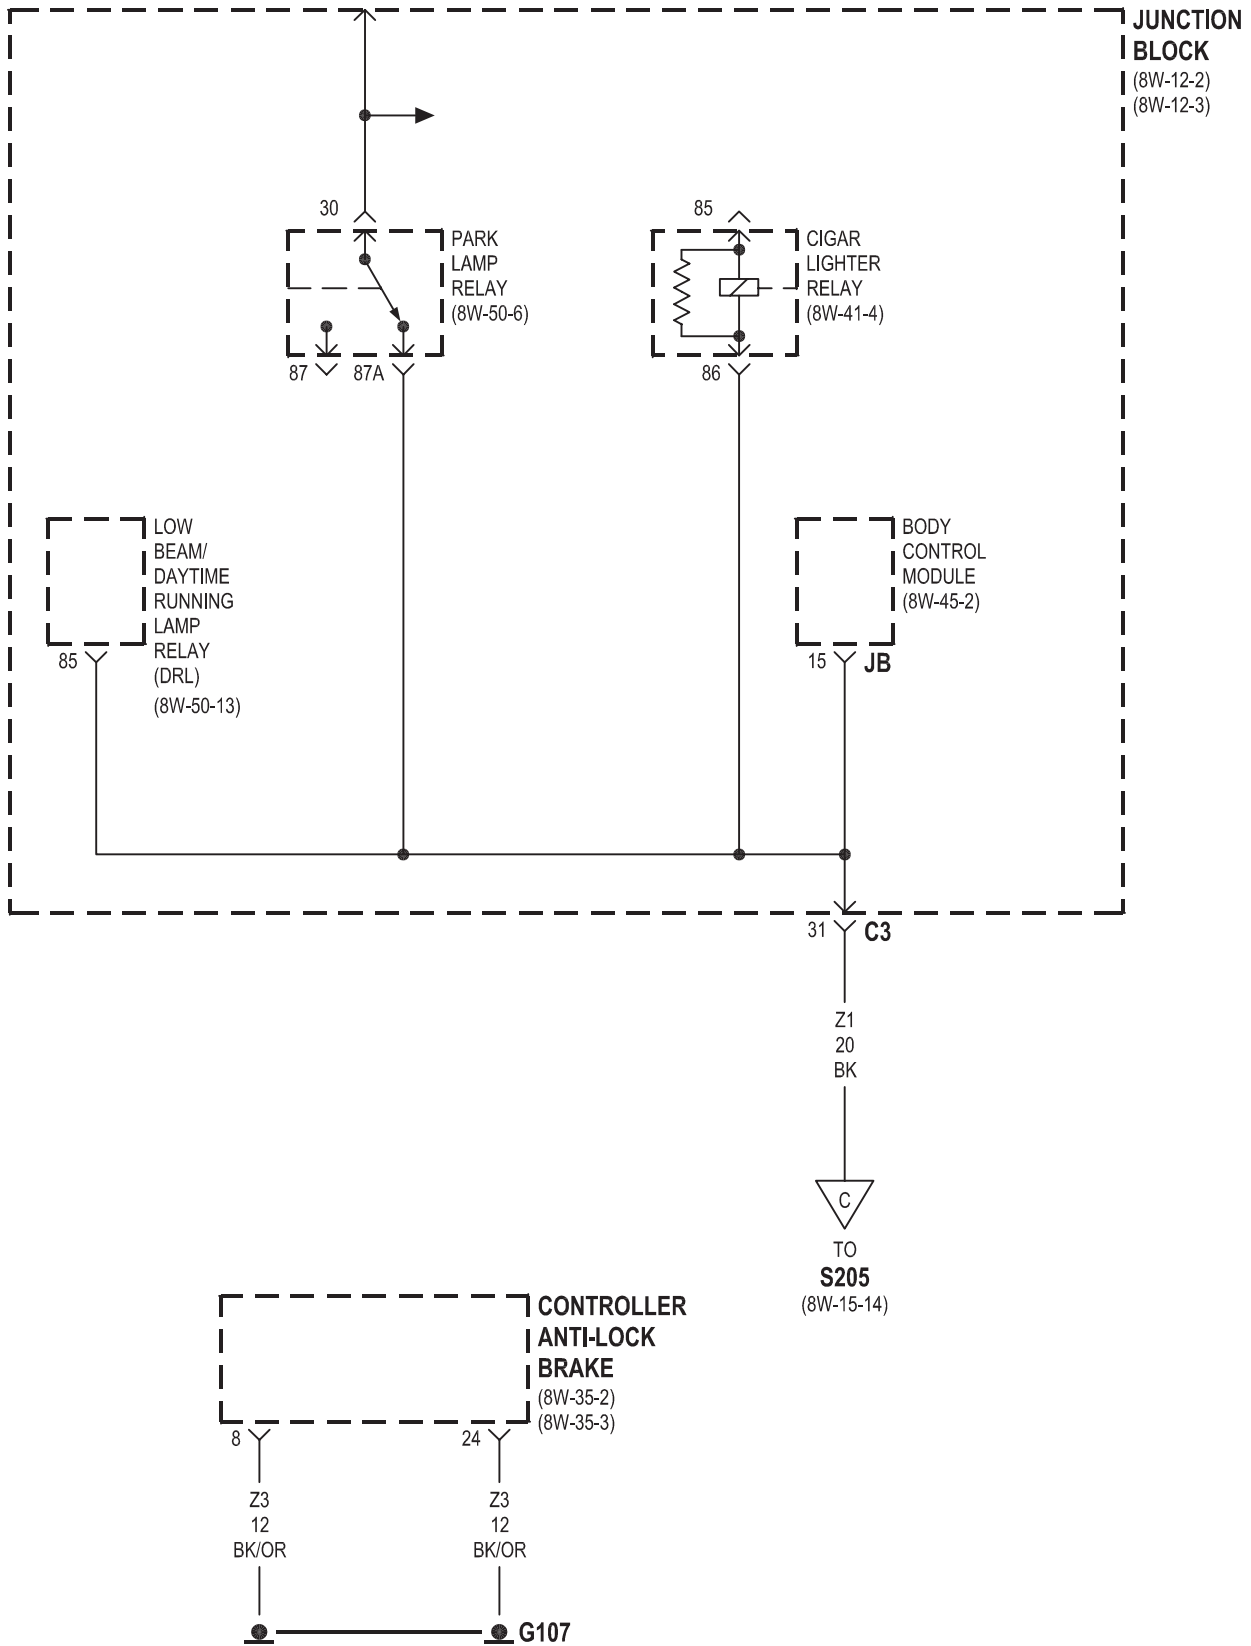 JUNCTION
BLOCK
(8W-12-2)
(8W-12-3)
30
PARK
LAMP
RELAY
(8W-50-6)
87
87A
85
CIGAR
LIGHTER
RELAY
(8W-41-4)
86
LOW
BEAM/
DAYTIME
RUNNING
LAMP
RELAY
(DRL)
(8W-50-13)
85
BODY
CONTROL
MODULE
(8W-45-2)
15
JB
31
C3
Z1
20
BK
C
TO
S205
(8W-15-14)
CONTROLLER
ANTI-LOCK
BRAKE
(8W-35-2)
(8W-35-3)
8
24
Z3
12
BK/OR
Z3
12
BK/OR
G107